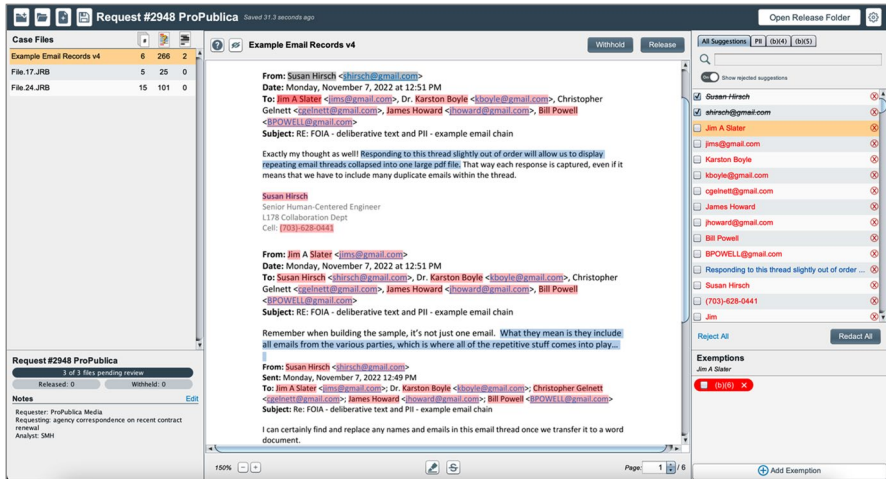 Request #2948 ProPublica Saved 31.3 seconds ago
Open Release Folder
Case Files
Example Email Records v4 6 266 2
File.17.JRB 5 25 0
File.24.JRB 15 101 0
Request #2948 ProPublica
3 of 3 files pending review
Released: 0 Withheld: 0
Notes Edit
Requester: ProPublica Media
Requesting: agency correspondence on recent contract
renewal
Analyst: SMH
Example Email Records v4
Withhold Release
From: Susan Hirsch <shirsch@gmail.com>
Date: Monday, November 7, 2022 at 12:51 PM
To: Jim A Slater <jims@gmail.com>, Dr. Karston Boyle <kboyle@gmail.com>, Christopher
Gelnett <cgelnett@gmail.com>, James Howard <jhoward@gmail.com>, Bill Powell
<BPOWELL@gmail.com>
Subject: RE: FOIA - deliberative text and PII - example email chain
Exactly my thought as well! Responding to this thread slightly out of order will allow us to display
repeating email threads collapsed into one large pdf file. That way each response is captured, even if it
means that we have to include many duplicate emails within the thread.
Susan Hirsch
Senior Human-Centered Engineer
L178 Collaboration Dept
Cell: (703)-628-0441
From: Jim A Slater <jims@gmail.com>
Date: Monday, November 7, 2022 at 12:51 PM
To: Susan Hirsch <shirsch@gmail.com>, Dr. Karston Boyle <kboyle@gmail.com>, Christopher
Gelnett <cgelnett@gmail.com>, James Howard <jhoward@gmail.com>, Bill Powell
<BPOWELL@gmail.com>
Subject: RE: FOIA - deliberative text and PII - example email chain
Remember when building the sample, it's not just one email. What they mean is they include
all emails from the various parties, which is where all of the repetitive stuff comes into play...
From: Susan Hirsch <shirsch@gmail.com>
Sent: Monday, November 7, 2022 12:49 PM
To: Jim A Slater <jims@gmail.com>; Dr. Karston Boyle <kboyle@gmail.com>; Christopher Gelnett
<cgelnett@gmail.com>; James Howard <jhoward@gmail.com>; Bill Powell <BPOWELL@gmail.com>
Subject: Re: FOIA - deliberative text and PII - example email chain
I can certainly find and replace any names and emails in this email thread once we transfer it to a word
document.
150% Page: 1 / 6
All Suggestions PII (b)(4) (b)(5)
On Show rejected suggestions
Susan Hirsch
shirsch@gmail.com
Jim A Slater
jims@gmail.com
Karston Boyle
kboyle@gmail.com
cgelnett@gmail.com
James Howard
jhoward@gmail.com
Bill Powell
BPOWELL@gmail.com
Responding to this thread slightly out of order ...
Susan Hirsch
(703)-628-0441
Jim
Reject All Redact All
Exemptions
Jim A Slater
(b)(6)
Add Exemption